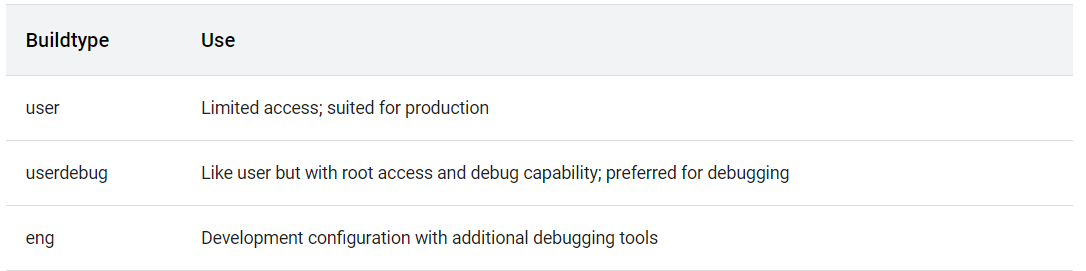 Buildtype Use
user Limited access; suited for production
userdebug Like user but with root access and debug capability; preferred for debugging
eng Development configuration with additional debugging tools